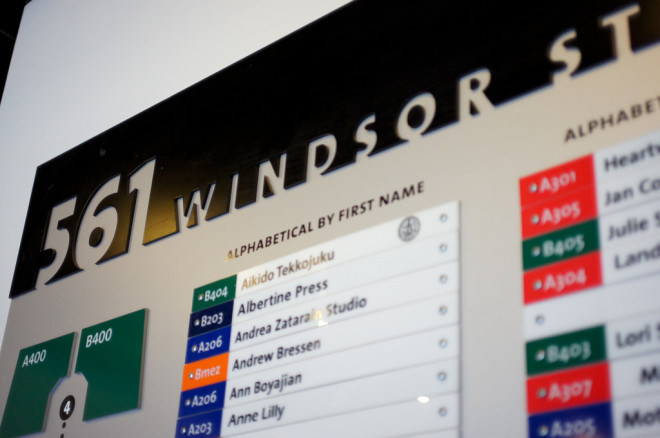 561 WINDSOR ST
ALPHABETICAL BY FIRST NAME
B404 Aikido Tekkojuku
B203 Albertine Press
A206 Andrea Zatarain Studio
Bmez Andrew Bressen
A206 Ann Boyajian
A203 Anne Lilly
A400
B400
4
A301
A305 Jan
B405 Julie
A304
B403 Lori
A307
A205